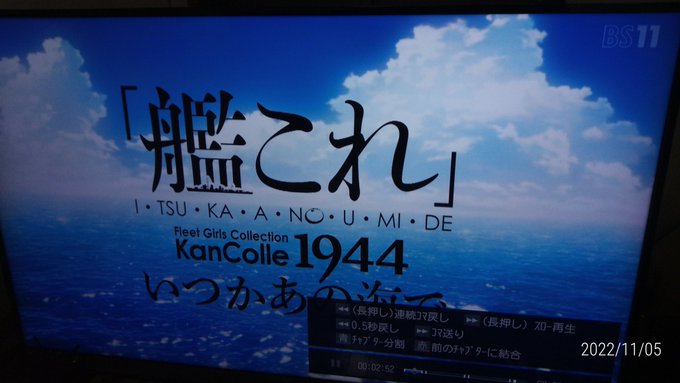 BS11
「艦これ」
I・TSU・KA・A・NO・U・MI・DE
Fleet Girls Collection
KanColle 1944
いつかあの海で
◀◀(長押し)連続ｺﾏ戻し ▶▶(長押し) ｽﾛｰ再生
◀◀0.5秒戻し ▶▶ ｺﾏ送り
青 ﾁｬﾌﾟﾀｰ分割 赤 前のﾁｬﾌﾟﾀｰに結合
00:02:52
2022/11/05